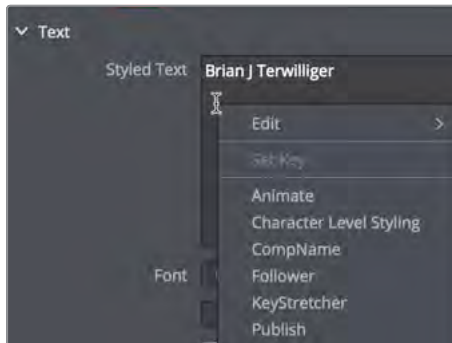 Text
Styled Text Brian J Terwilliger
Edit >
Set Key
Animate
Character Level Styling
CompName
Font Follower
KeyStretcher
Publish